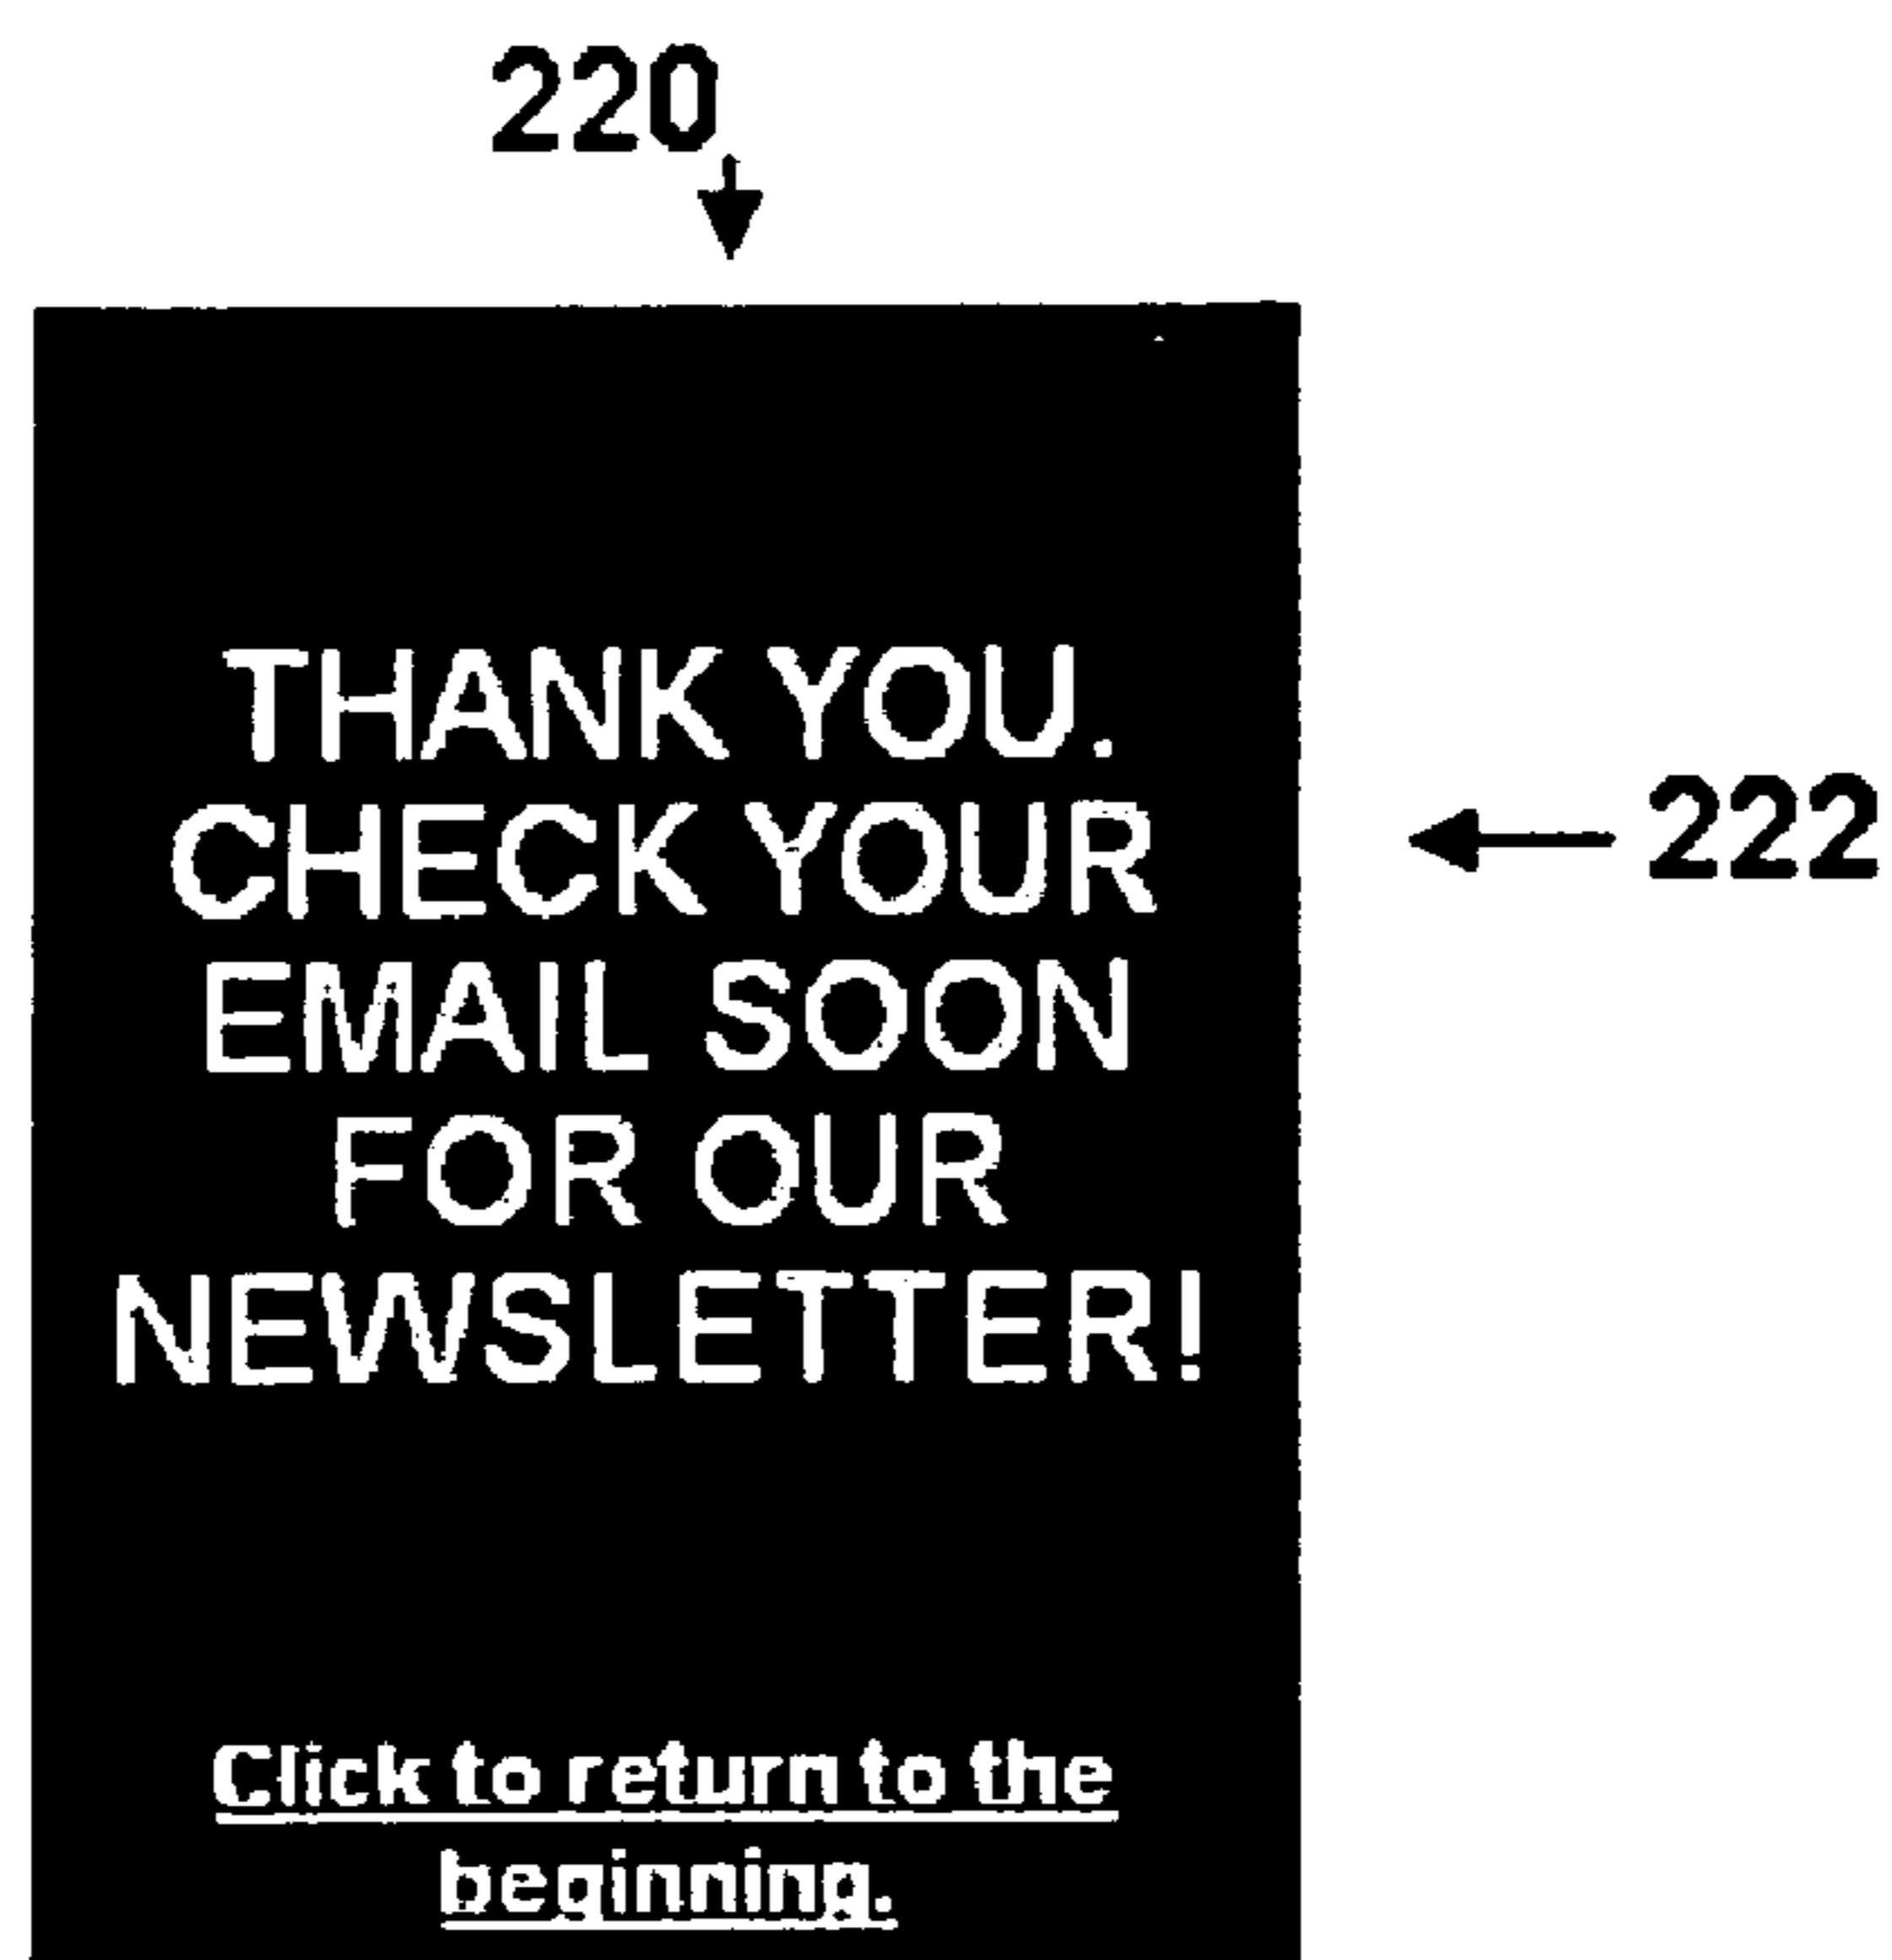 220
THANK YOU.
CHECK YOUR
222
EMAIL SOON
FOR OUR
NEWSLETTER!
Click to return to the
beginning.